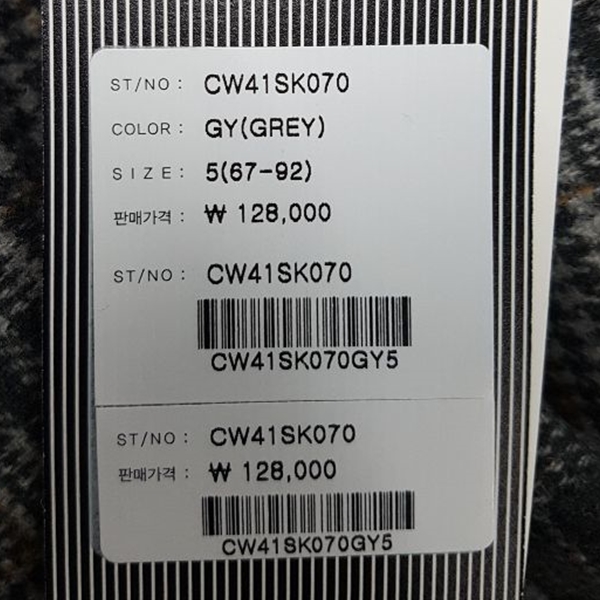 ST/NO : CW41SK070
COLOR : GY(GREY)
SIZE : 5(67-92)
판매가격 : ₩ 128,000
ST/NO : CW41SK070
CW41SK070GY5
ST/NO : CW41SK070
판매가격 : ₩ 128,000
CW41SK070GY5